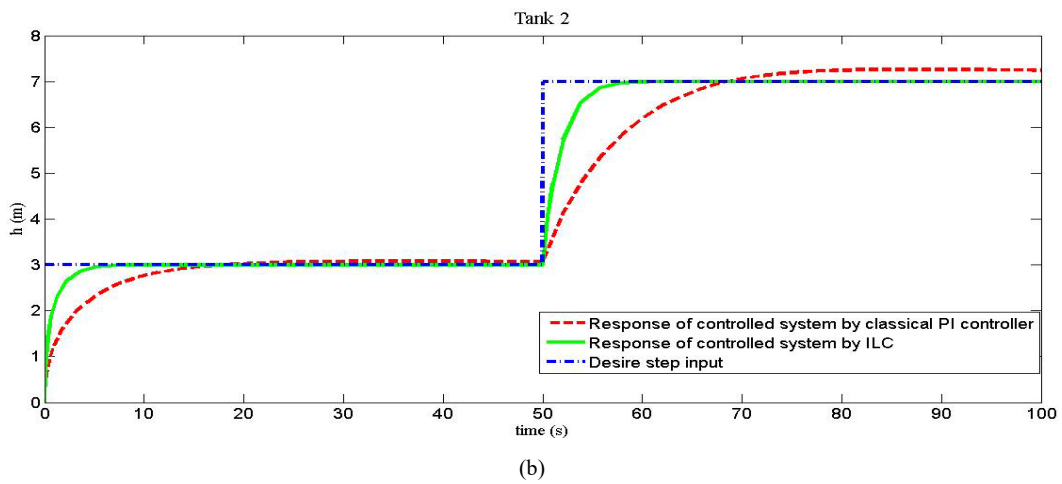 Tank 2
8
7
6
5
4
3
2
1
0
h (m)
Response of controlled system by classical PI controller
Response of controlled system by ILC
Desire step input
0 10 20 30 40 50 60 70 80 90 100
time (s)
(b)